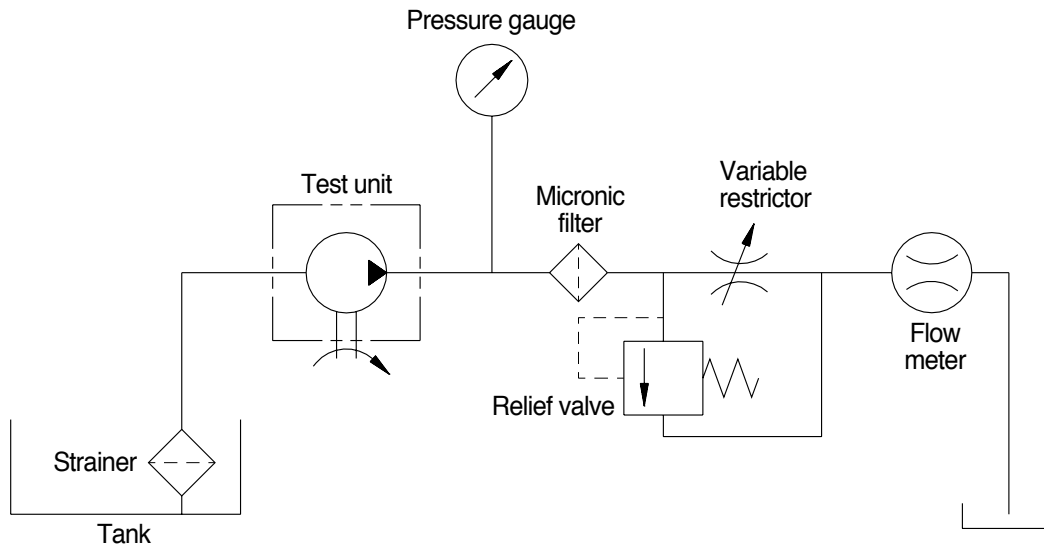 Pressure gauge
Test unit
Micronic
filter
Variable
restrictor
Flow
meter
Relief valve
Strainer
Tank